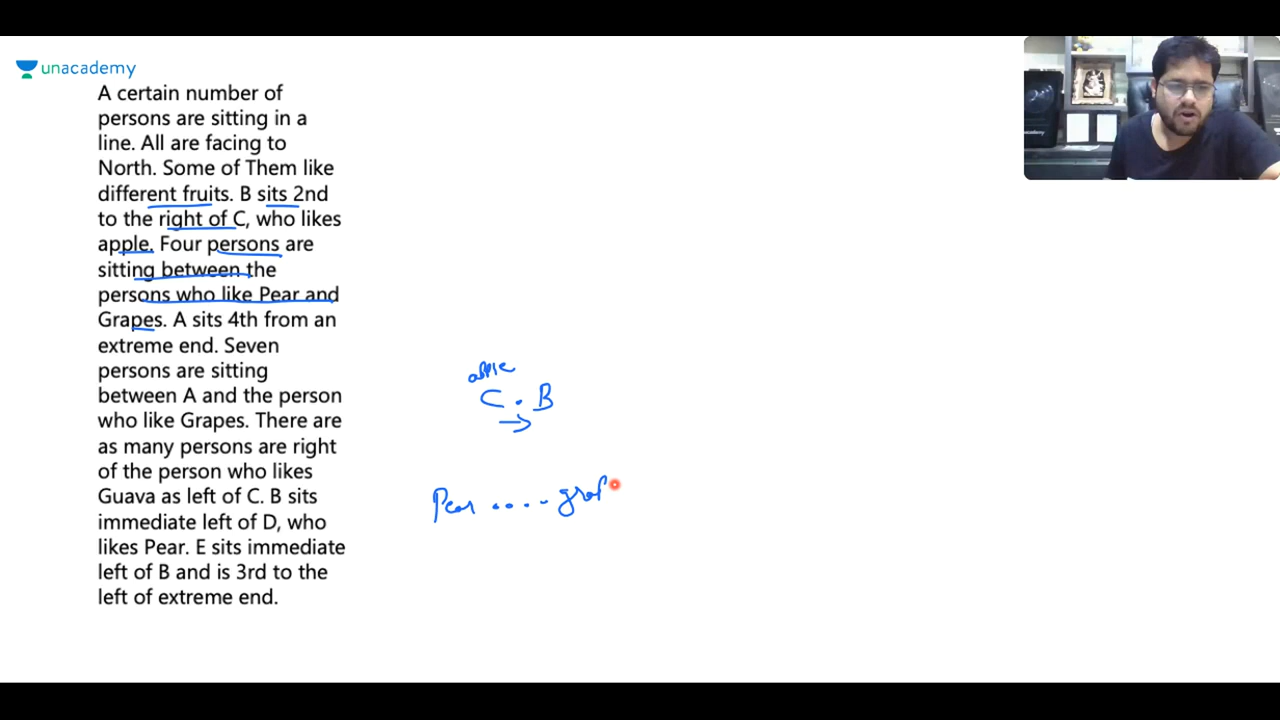 unacademy
A certain number of
persons are sitting in a
line. All are facing to
North. Some of Them like
different fruits. B sits 2nd
to the right of C, who likes
apple. Four persons are
sitting between the
persons who like Pear and
Grapes. A sits 4th from an
extreme end. Seven
persons are sitting
between A and the person
who like Grapes. There are
as many persons are right
of the person who likes
Guava as left of C. B sits
immediate left of D, who
likes Pear. E sits immediate
left of B and is 3rd to the
left of extreme end.
apple
C . B
→
Pear .... grap